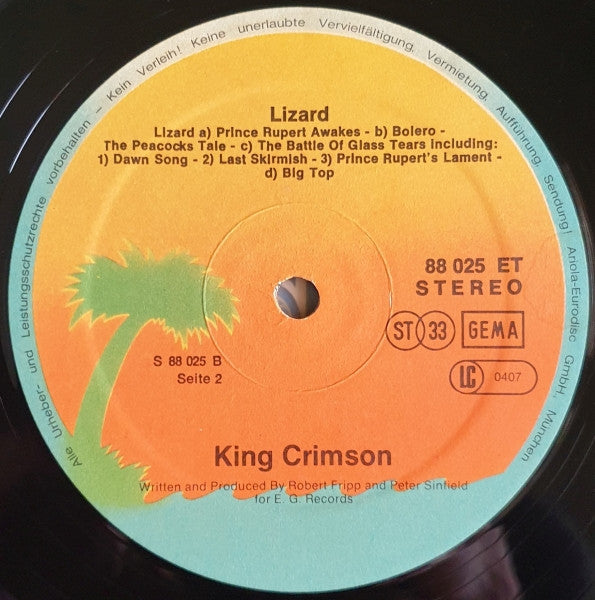 Alle Urheber- und Leistungsschutzrechte vorbehalten - Kein Verleih! Keine unerlaubte Vervielfältigung, Vermietung, Aufführung, Sendung! Ariola-Eurodisc GmbH, München
Lizard
Lizard a) Prince Rupert Awakes - b) Bolero -
The Peacocks Tale - c) The Battle Of Glass Tears including:
1) Dawn Song - 2) Last Skirmish - 3) Prince Rupert's Lament -
d) Big Top
88 025 ET
STEREO
ST 33 GEMA
S 88 025 B
Seite 2
LC 0407
King Crimson
Written and Produced By Robert Fripp and Peter Sinfield
for E. G. Records